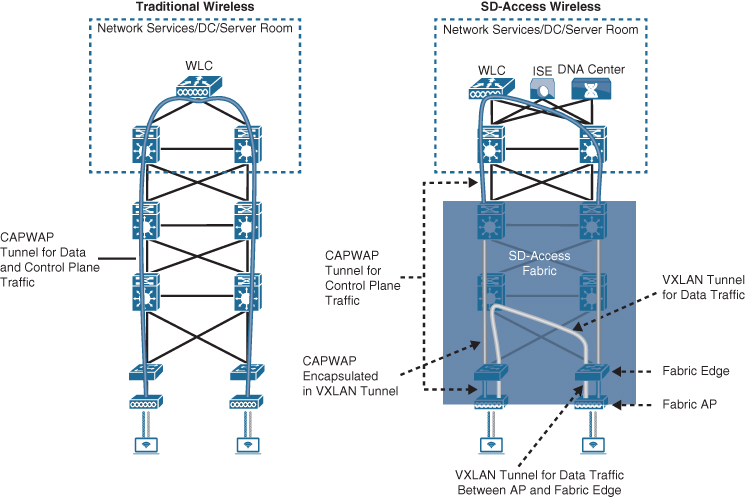 Traditional Wireless
Network Services/DC/Server Room
WLC
CAPWAP
Tunnel for Data
and Control Plane
Traffic
SD-Access Wireless
Network Services/DC/Server Room
WLC
ISE
DNA Center
SD-Access
Fabric
CAPWAP
Tunnel for
Control Plane
Traffic
VXLAN Tunnel
for Data Traffic
CAPWAP
Encapsulated
in VXLAN Tunnel
Fabric Edge
Fabric AP
VXLAN Tunnel for Data Traffic
Between AP and Fabric Edge